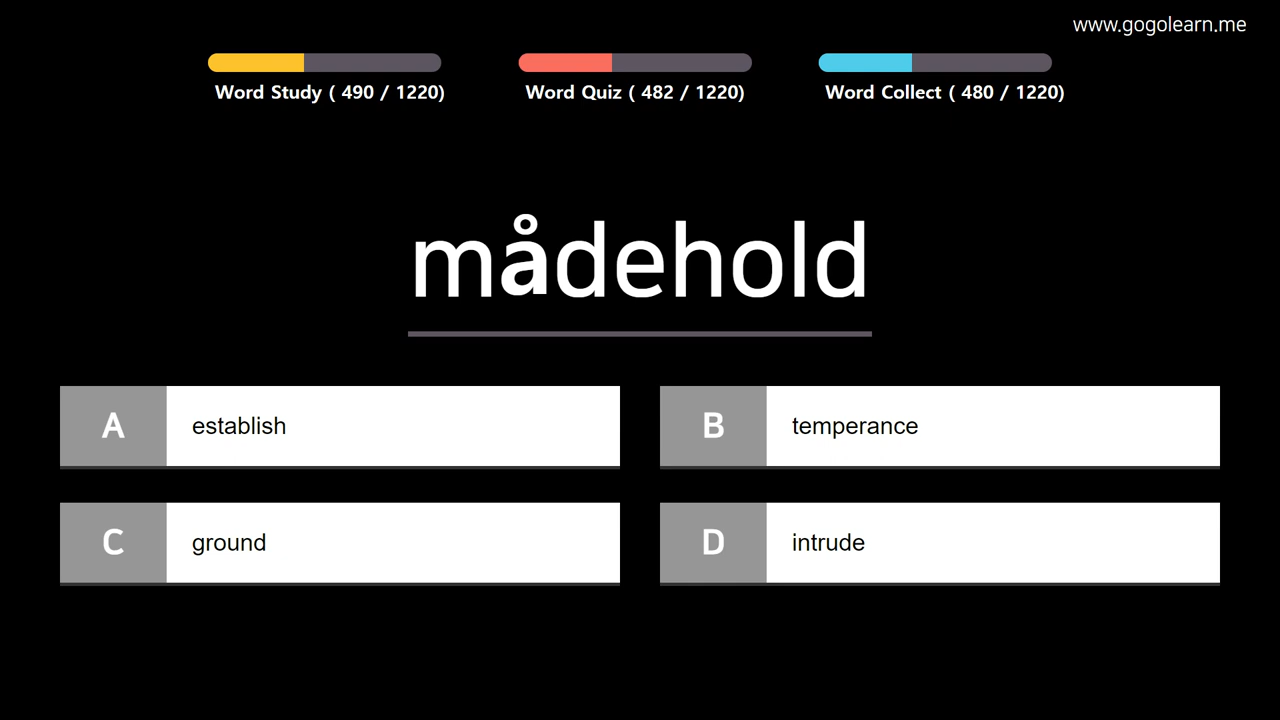 www.gogolearn.me
Word Study ( 490 / 1220)
Word Quiz ( 482 / 1220)
Word Collect ( 480 / 1220)
mådehold
A establish
B temperance
C ground
D intrude